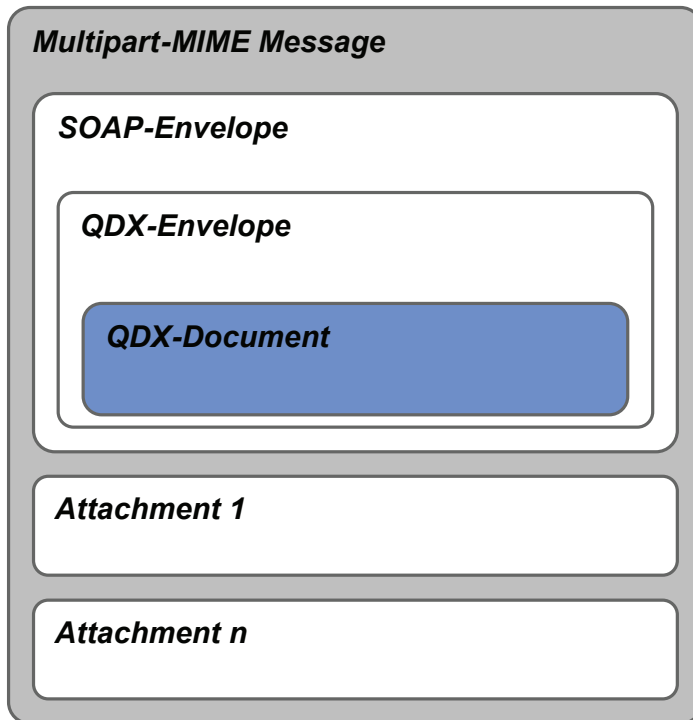 Multipart-MIME Message
SOAP-Envelope
QDX-Envelope
QDX-Document
Attachment 1
Attachment n